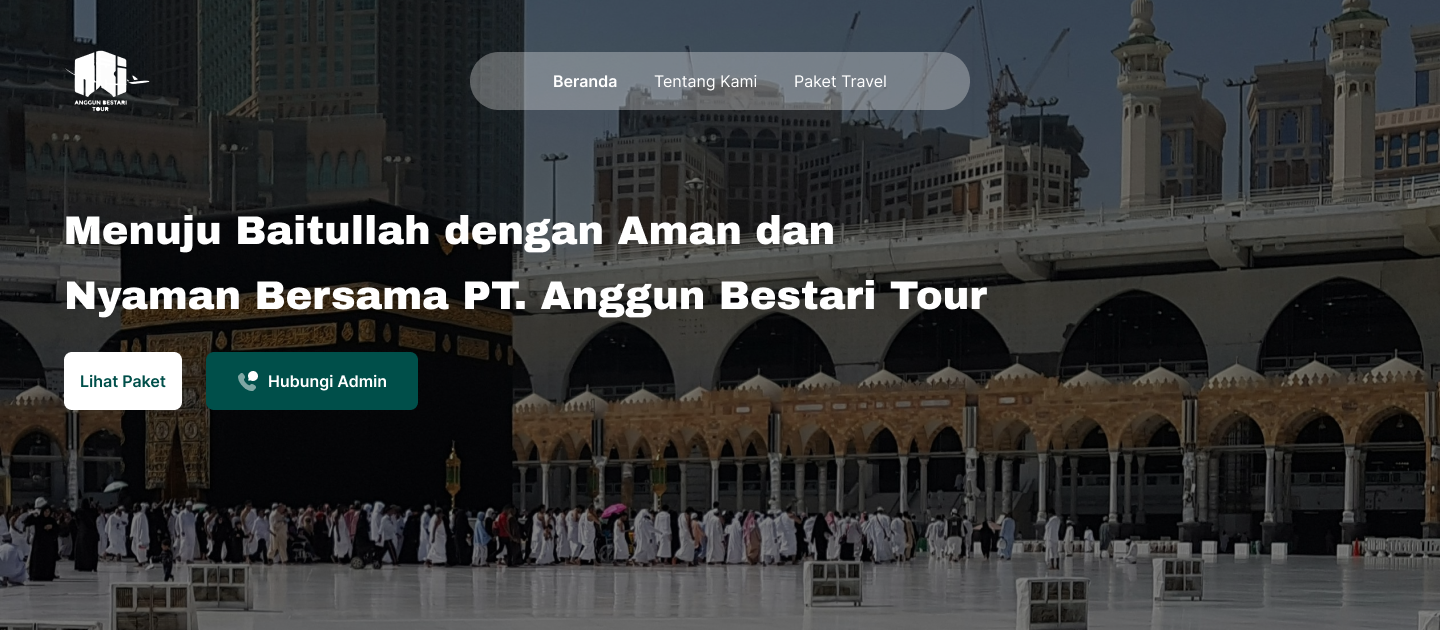 ANGGUN BESTARI
TOUR
Beranda
Tentang Kami
Paket Travel
Menuju Baitullah dengan Aman dan
Nyaman Bersama PT. Anggun Bestari Tour
Lihat Paket
Hubungi Admin